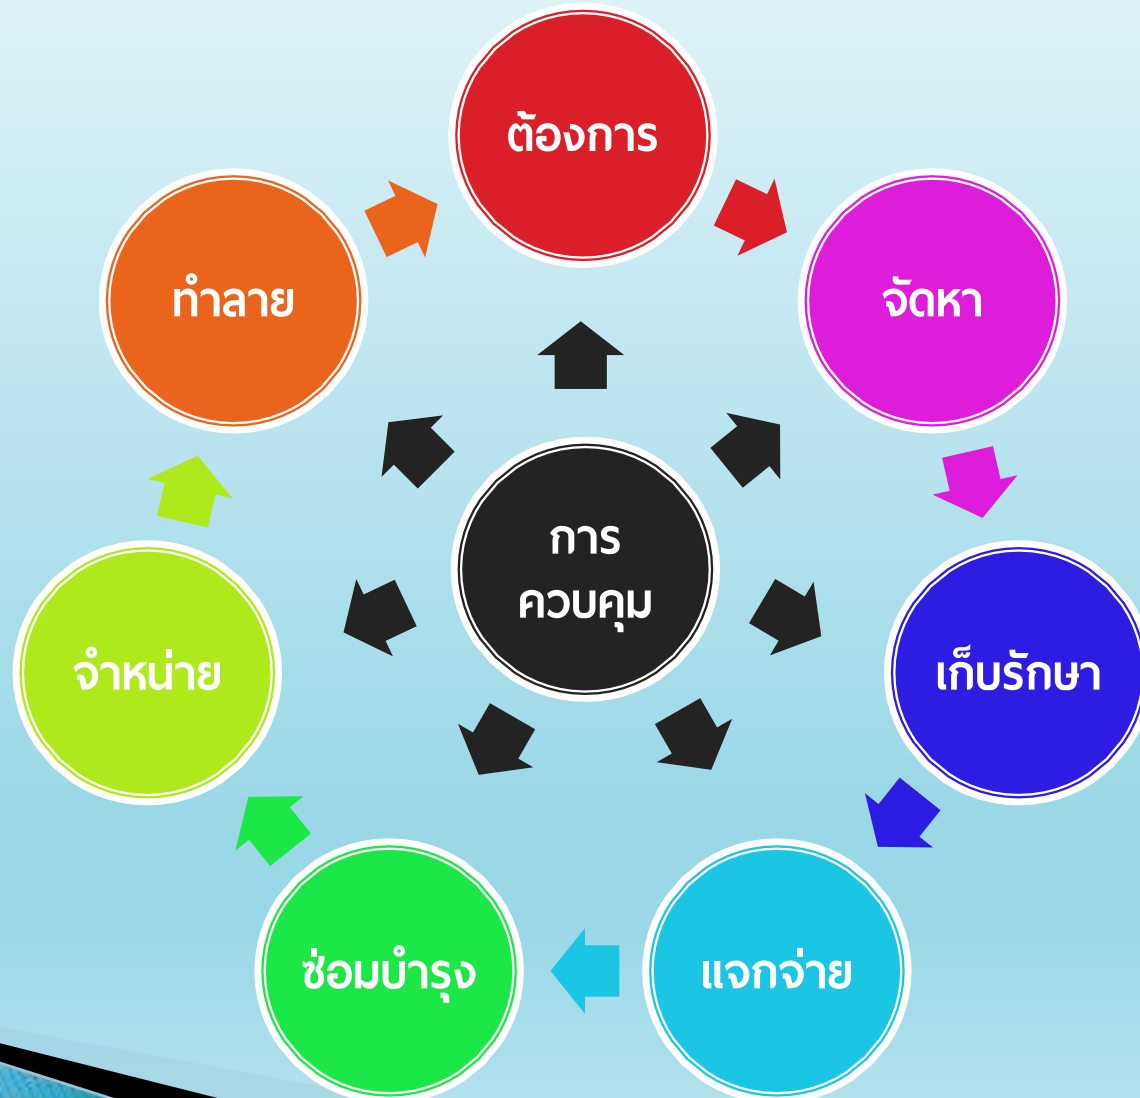 ต้องการ
จัดหา
เก็บรักษา
แจกจ่าย
ซ่อมบำรุง
จำหน่าย
ทำลาย
การ
ควบคุม